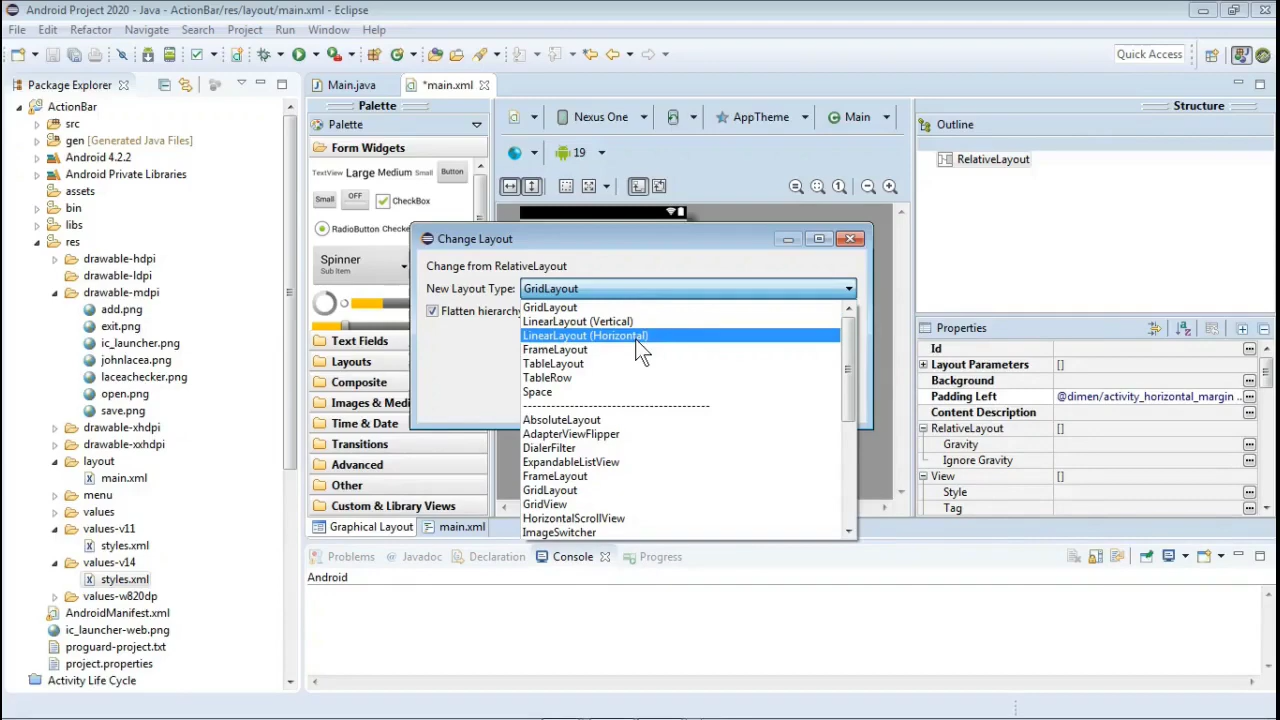 Android Project 2020 - Java - ActionBar/res/layout/main.xml - Eclipse
File Edit Refactor Navigate Search Project Run Window Help
Quick Access
Package Explorer
ActionBar
src
gen [Generated Java Files]
Android 4.2.2
Android Private Libraries
assets
bin
libs
res
drawable-hdpi
drawable-ldpi
drawable-mdpi
add.png
exit.png
ic_launcher.png
johnlacea.png
laceachecker.png
open.png
save.png
drawable-xhdpi
drawable-xxhdpi
layout
main.xml
menu
values
values-v11
styles.xml
values-v14
styles.xml
values-w820dp
AndroidManifest.xml
ic_launcher-web.png
proguard-project.txt
project.properties
Activity Life Cycle
Main.java
*main.xml
Palette
Palette
Form Widgets
TextView Large Medium Small Button
Small OFF CheckBox
RadioButton CheckedTextView
Spinner
Sub Item
Text Fields
Layouts
Composite
Images & Media
Time & Date
Transitions
Advanced
Other
Custom & Library Views
Graphical Layout
main.xml
Nexus One
AppTheme
Main
19
Change Layout
Change from RelativeLayout
New Layout Type: GridLayout
Flatten hierarchy
GridLayout
LinearLayout (Vertical)
LinearLayout (Horizontal)
FrameLayout
TableLayout
TableRow
Space
----------------------------------------
AbsoluteLayout
AdapterViewFlipper
DialerFilter
ExpandableListView
FrameLayout
GridLayout
GridView
HorizontalScrollView
ImageSwitcher
Structure
Outline
RelativeLayout
Properties
Id
Layout Parameters []
Background
Padding Left @dimen/activity_horizontal_margin ...
Content Description
RelativeLayout []
Gravity
Ignore Gravity
View []
Style
Tag
Problems Javadoc Declaration Console Progress
Android